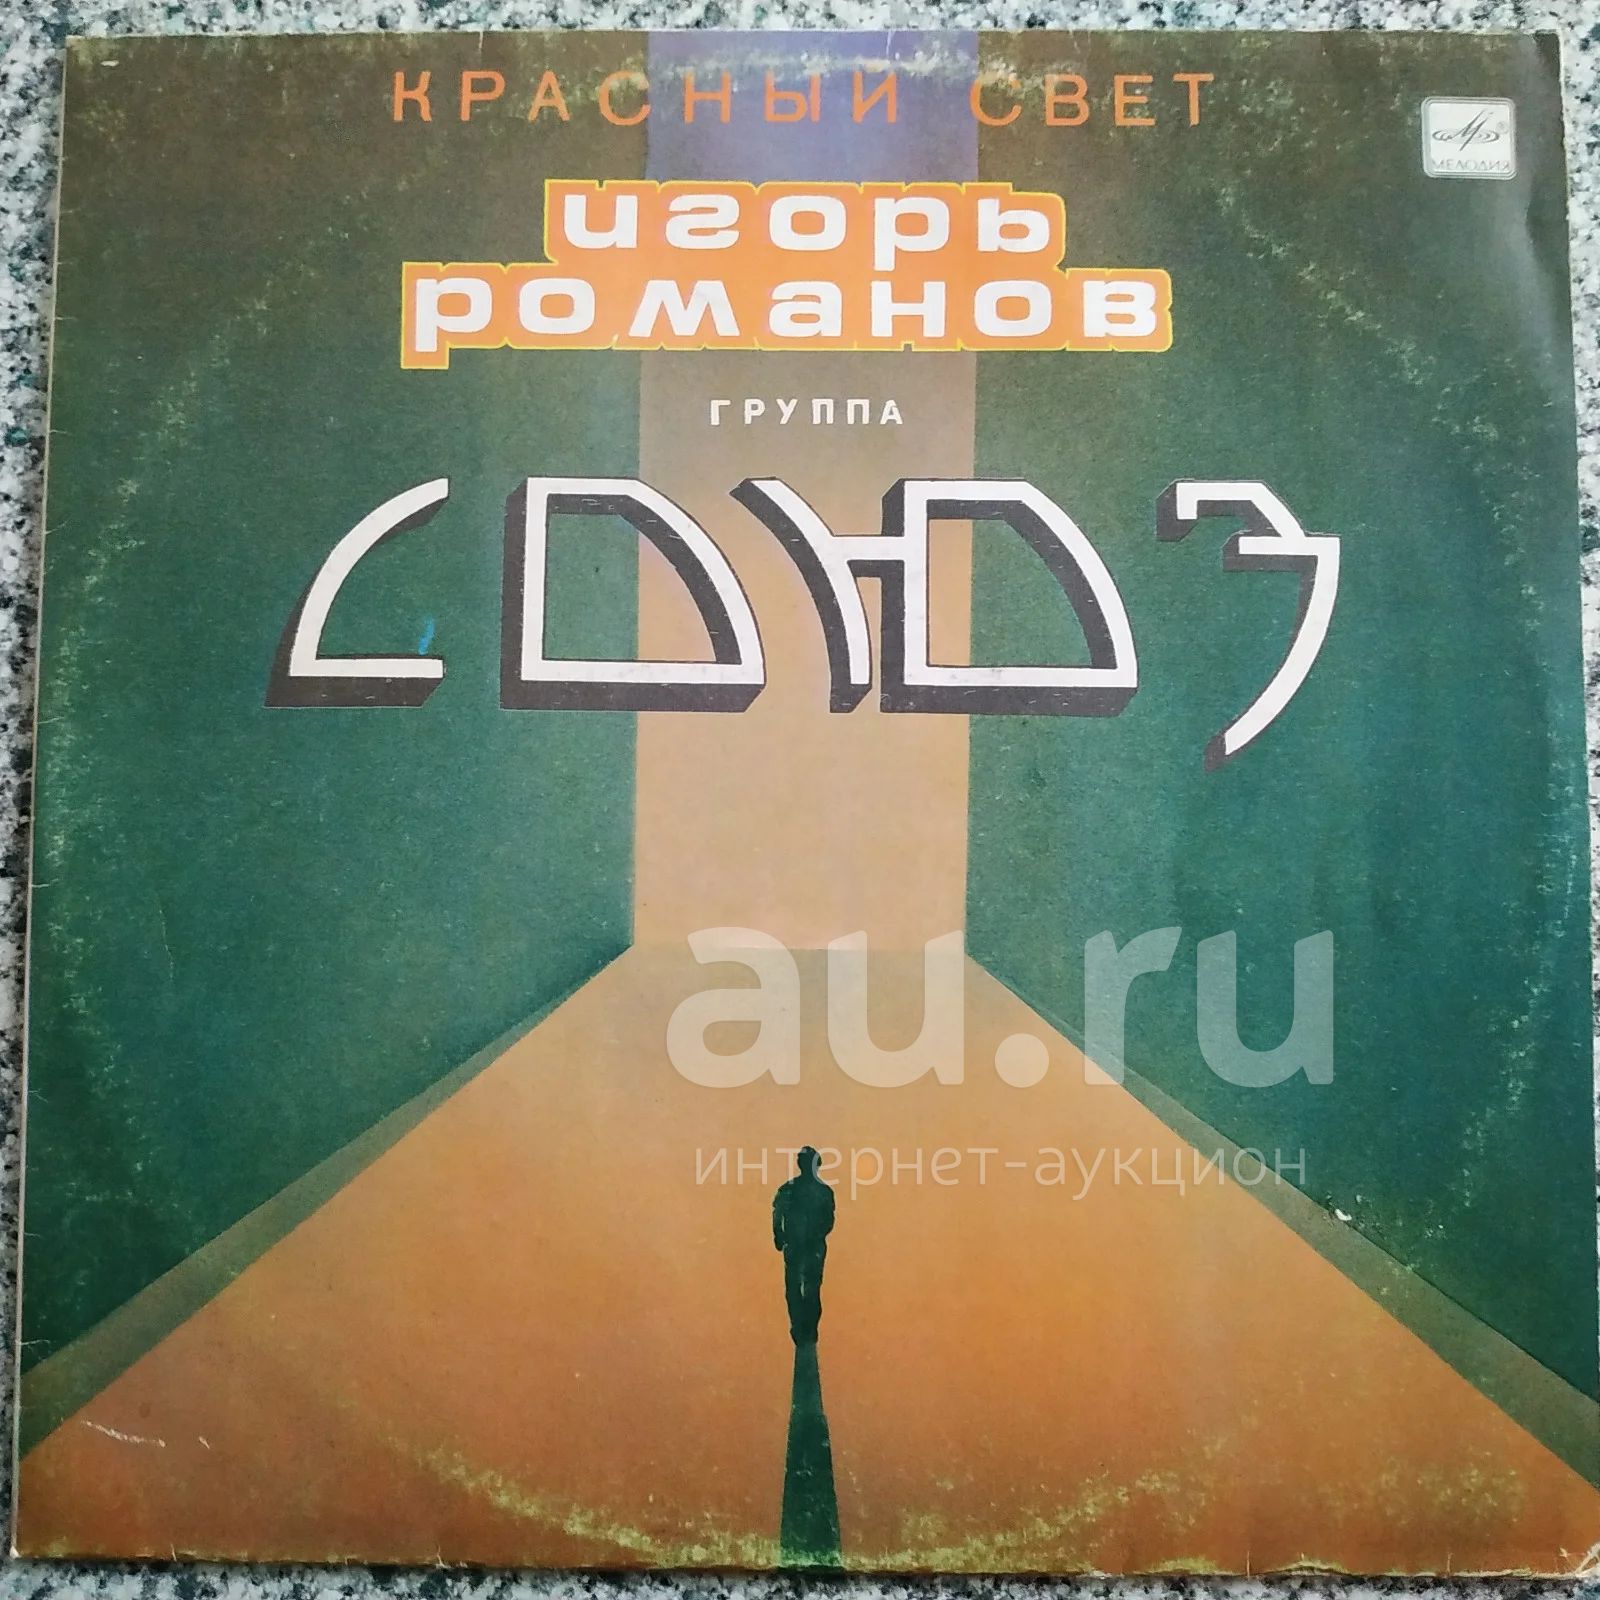 КРАСНЫЙ СВЕТ
МЕЛОДИЯ
игорь
романов
ГРУППА
СОЮЗ
au.ru
интернет-аукцион